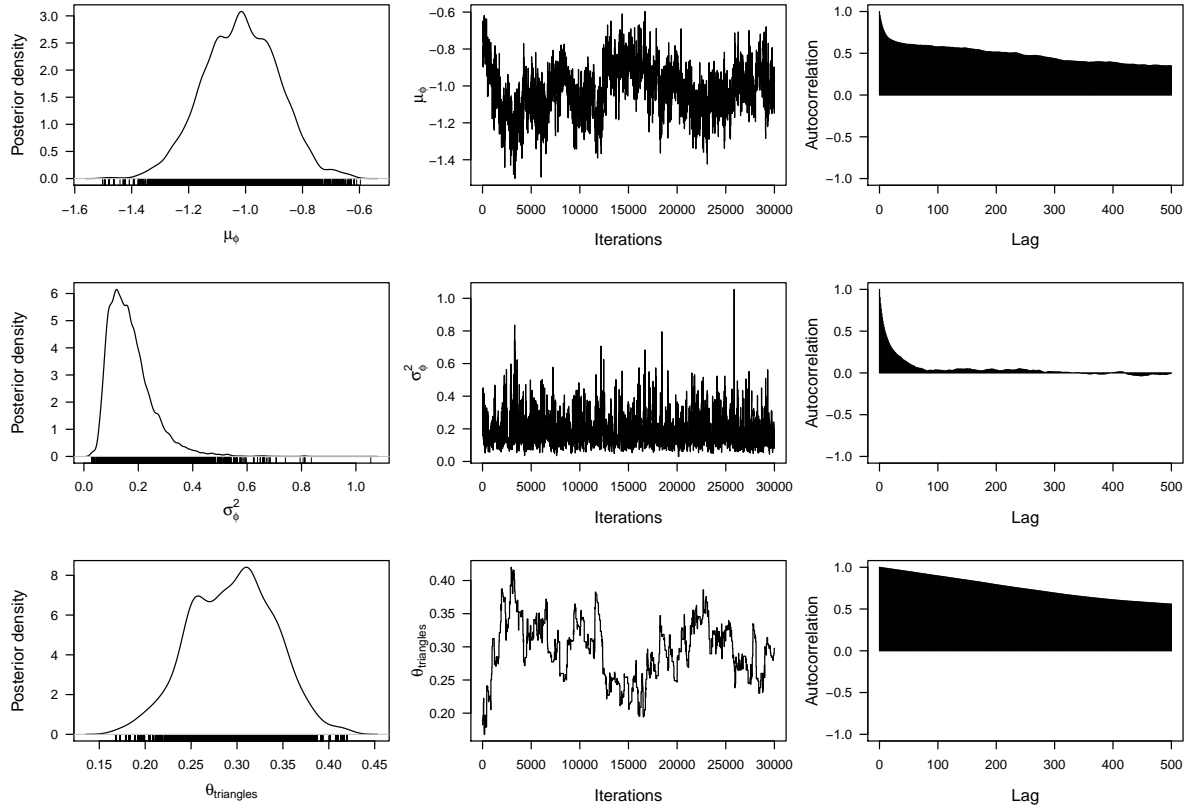 Posterior density
3.0
2.5
2.0
1.5
1.0
0.5
0.0
−1.6 −1.4 −1.2 −1.0 −0.8 −0.6
μϕ
μϕ
−0.6
−0.8
−1.0
−1.2
−1.4
0 5000 10000 15000 20000 25000 30000
Iterations
Autocorrelation
1.0
0.5
0.0
−0.5
−1.0
0 100 200 300 400 500
Lag
Posterior density
6
5
4
3
2
1
0
0.0 0.2 0.4 0.6 0.8 1.0
σ²ϕ
σ²ϕ
1.0
0.8
0.6
0.4
0.2
0.0
0 5000 10000 15000 20000 25000 30000
Iterations
Autocorrelation
1.0
0.5
0.0
−0.5
−1.0
0 100 200 300 400 500
Lag
Posterior density
8
6
4
2
0
0.15 0.20 0.25 0.30 0.35 0.40 0.45
θtriangles
θtriangles
0.40
0.35
0.30
0.25
0.20
0 5000 10000 15000 20000 25000 30000
Iterations
Autocorrelation
1.0
0.5
0.0
−0.5
−1.0
0 100 200 300 400 500
Lag